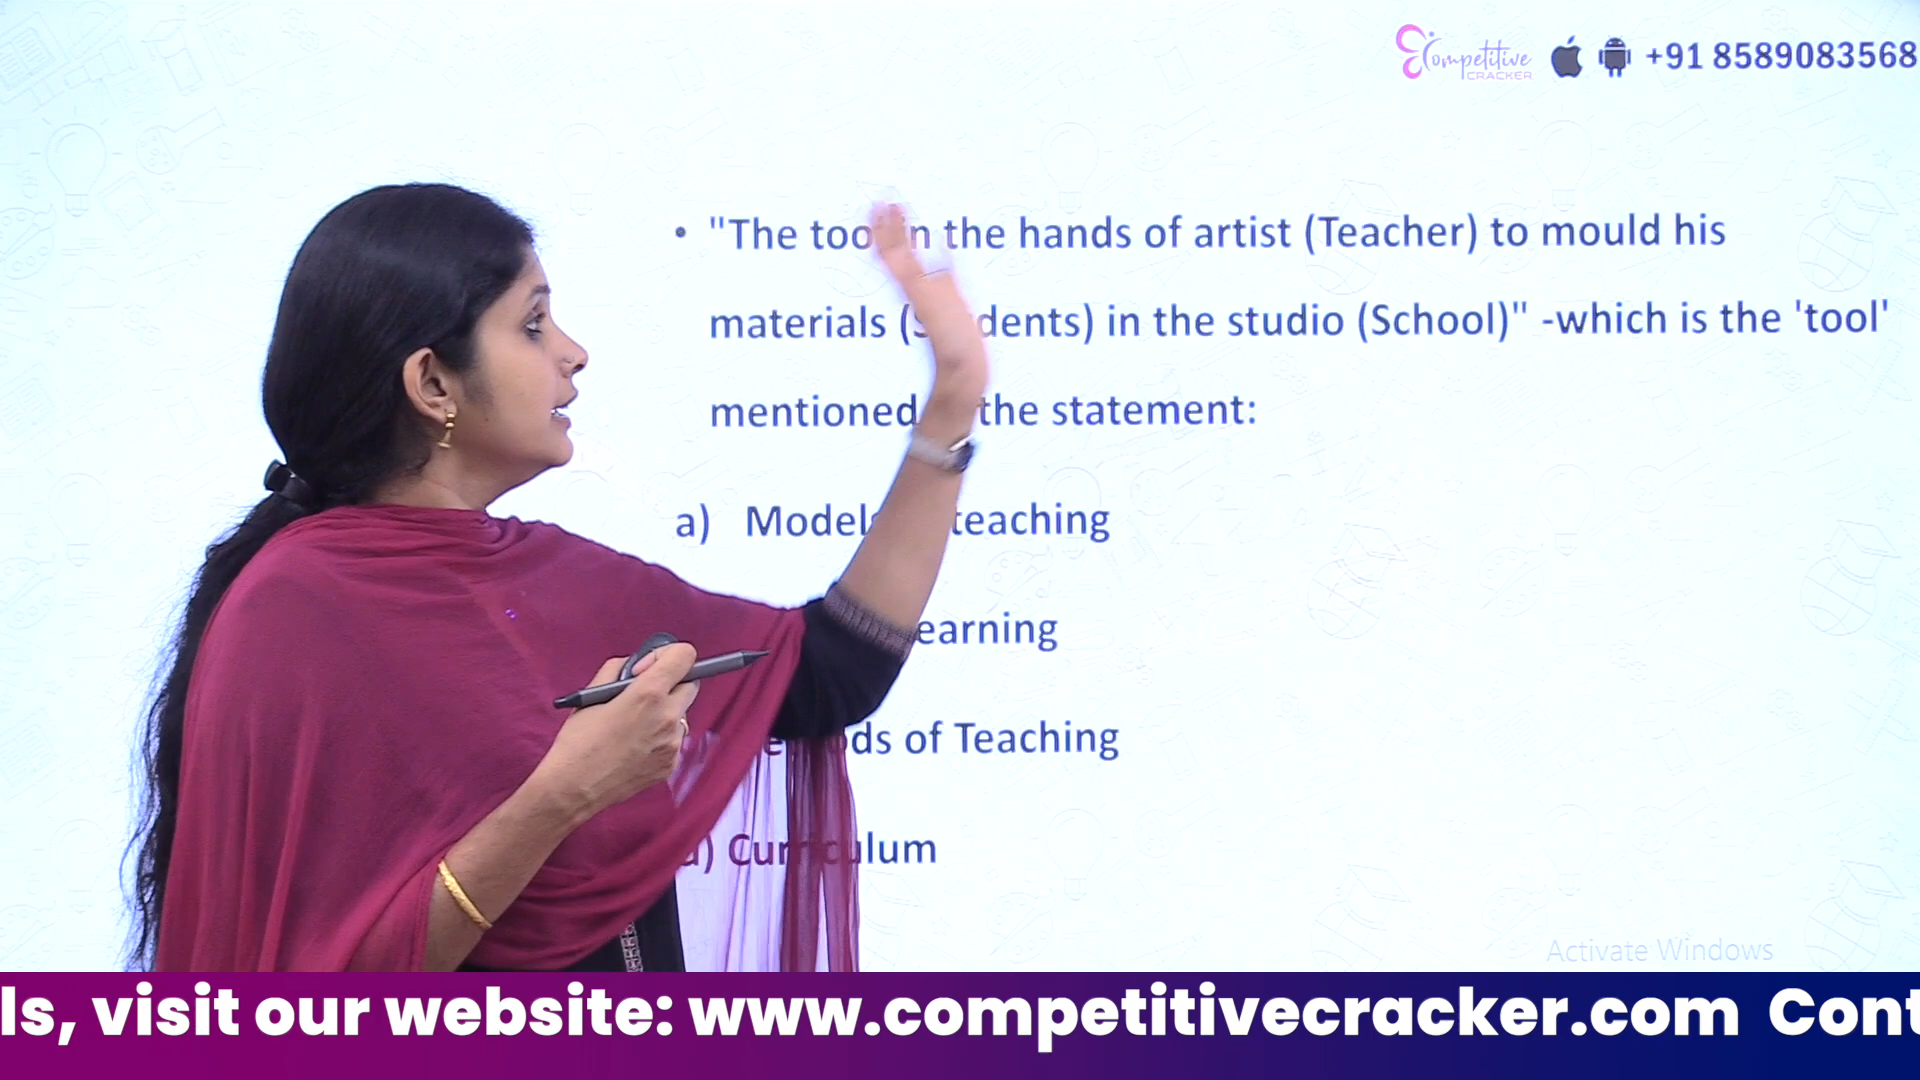 Competitive
CRACKER
+91 8589083568
• "The too in the hands of artist (Teacher) to mould his
materials (S dents) in the studio (School)" -which is the 'tool'
mentioned the statement:
a) Model teaching
earning
ds of Teaching
d) Curriculum
Activate Windows
ls, visit our website: www.competitivecracker.com Cont